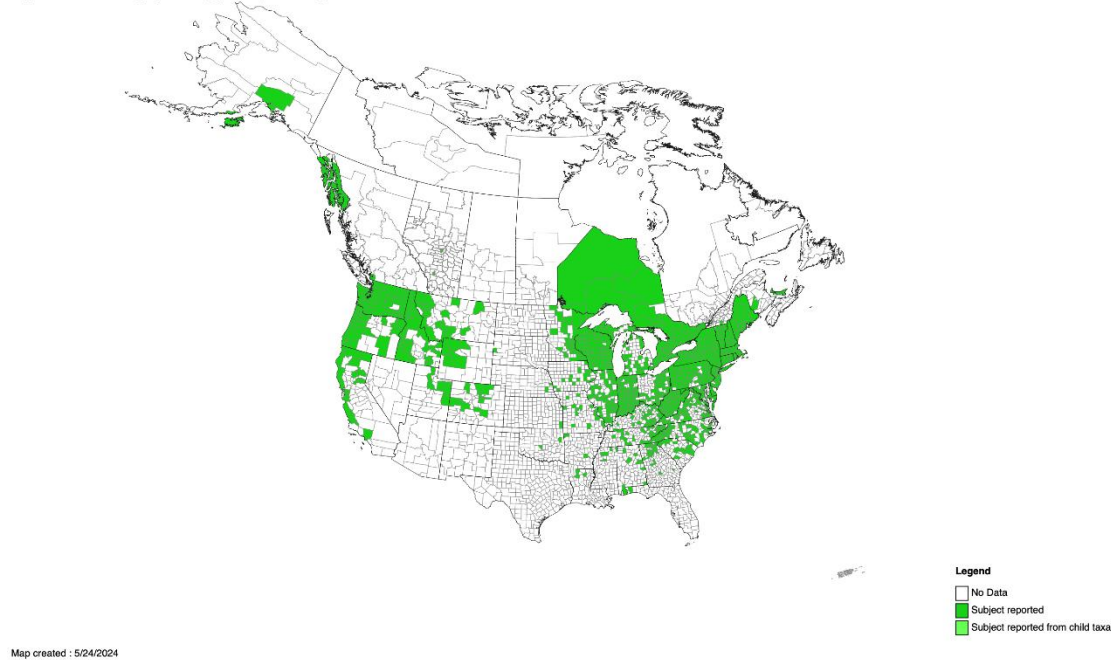 Legend
No Data
Subject reported
Subject reported from child taxa
Map created : 5/24/2024